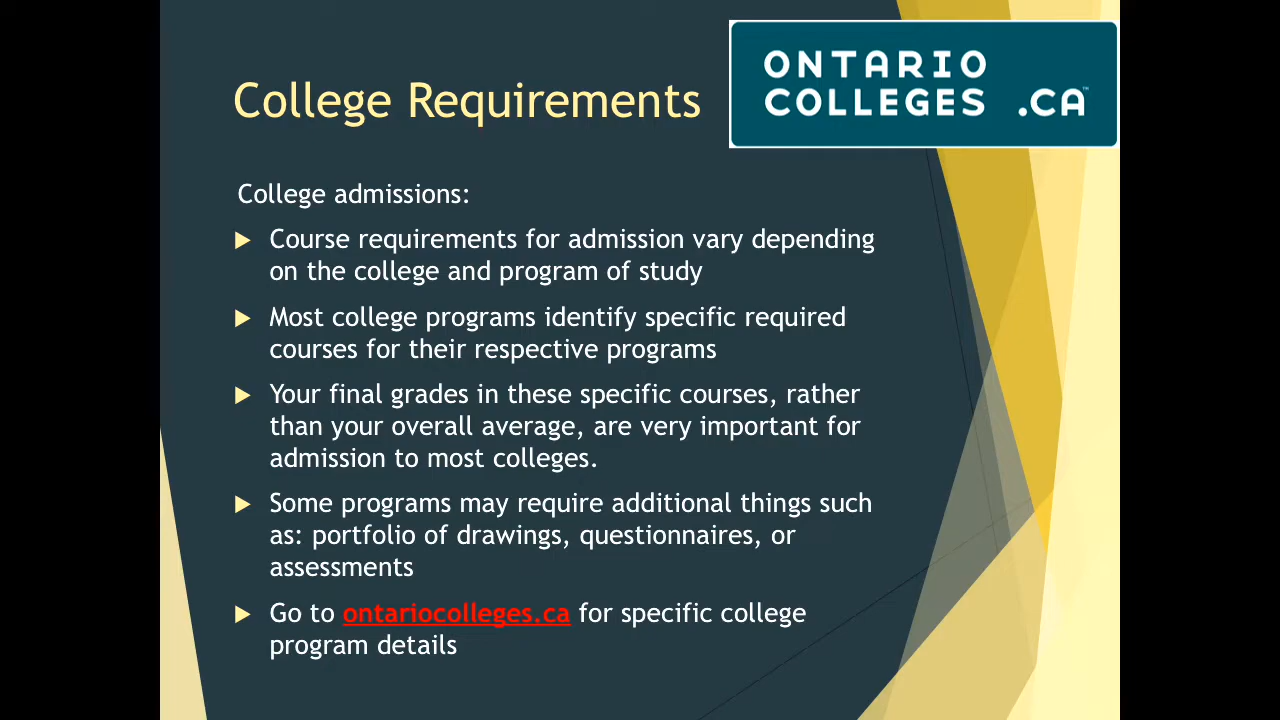 ONTARIO
COLLEGES .CA™
College Requirements
College admissions:
Course requirements for admission vary depending
on the college and program of study
Most college programs identify specific required
courses for their respective programs
Your final grades in these specific courses, rather
than your overall average, are very important for
admission to most colleges.
Some programs may require additional things such
as: portfolio of drawings, questionnaires, or
assessments
Go to ontariocolleges.ca for specific college
program details